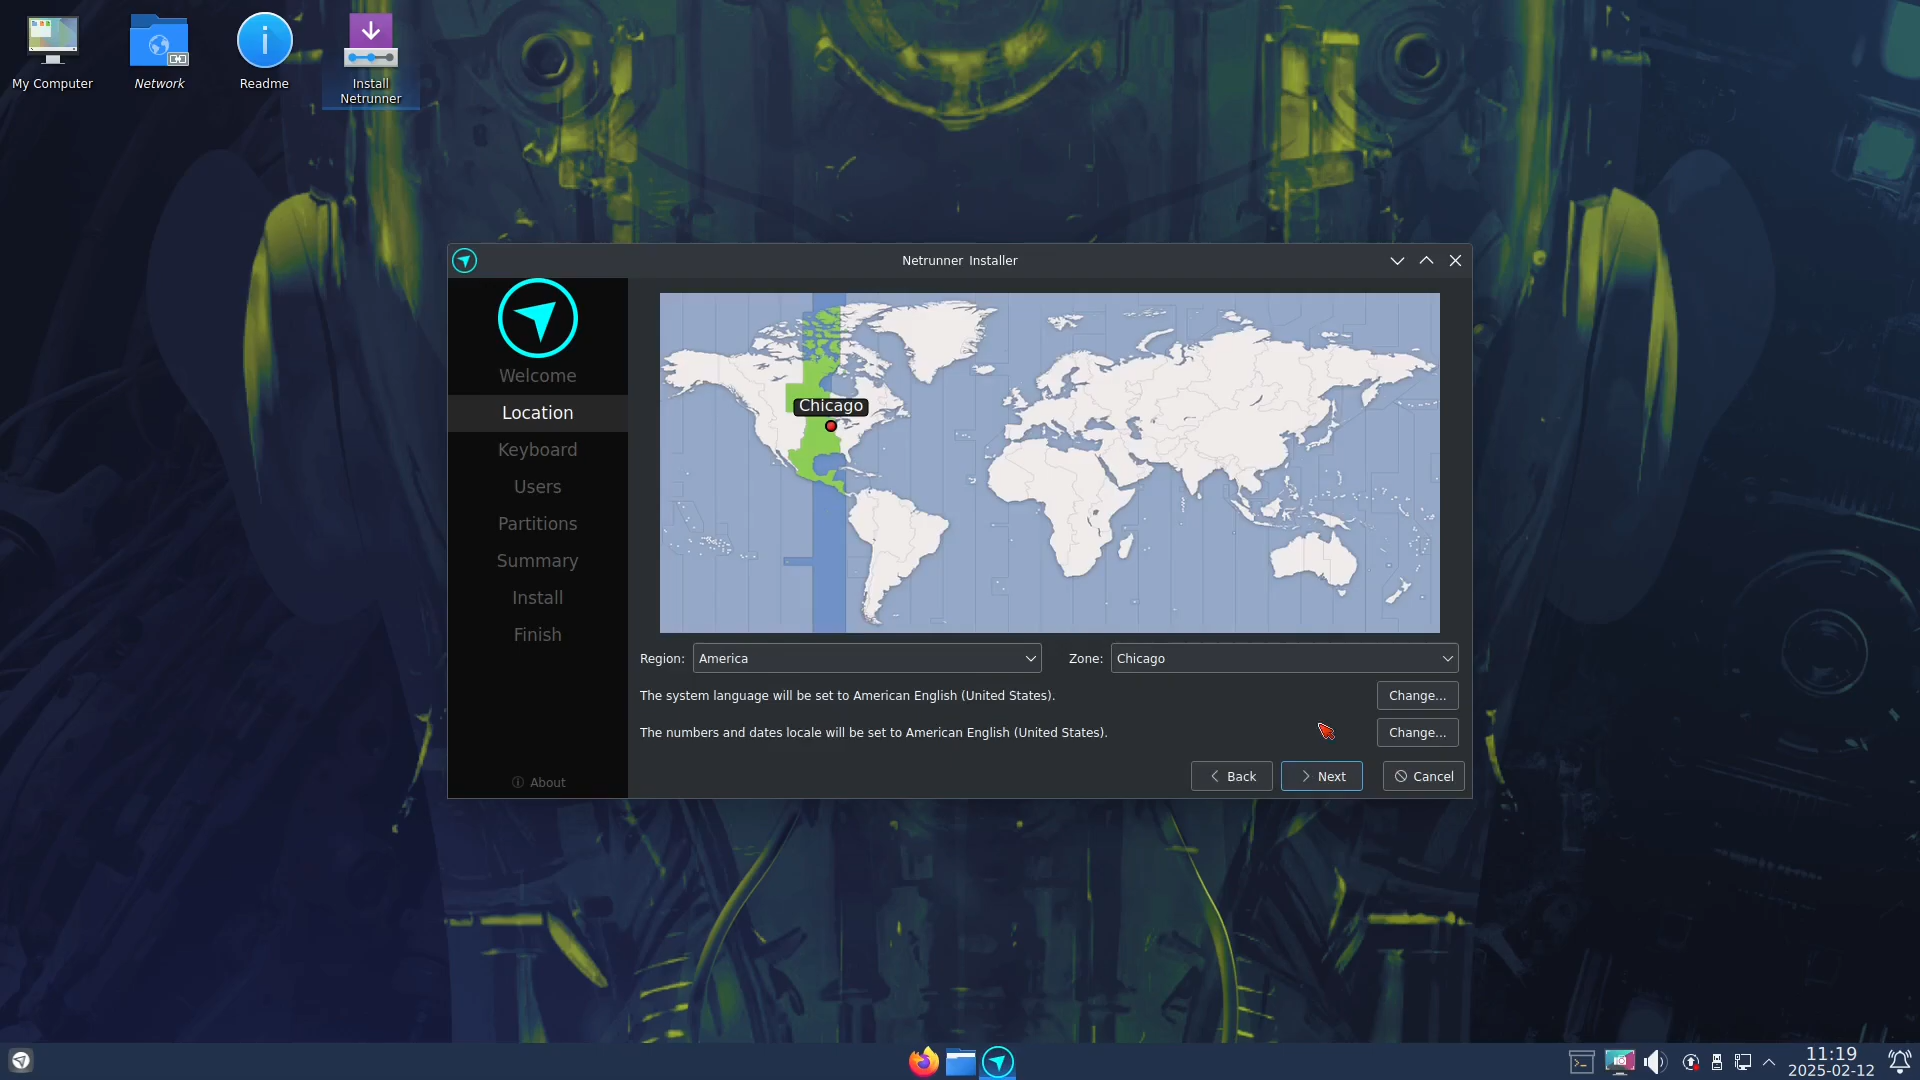 My Computer
Network
Readme
Install
Netrunner
Netrunner Installer
Welcome
Location
Keyboard
Users
Partitions
Summary
Install
Finish
About
Chicago
Region: America
Zone: Chicago
The system language will be set to American English (United States).
Change...
The numbers and dates locale will be set to American English (United States).
Change...
Back
Next
Cancel
11:19
2025-02-12